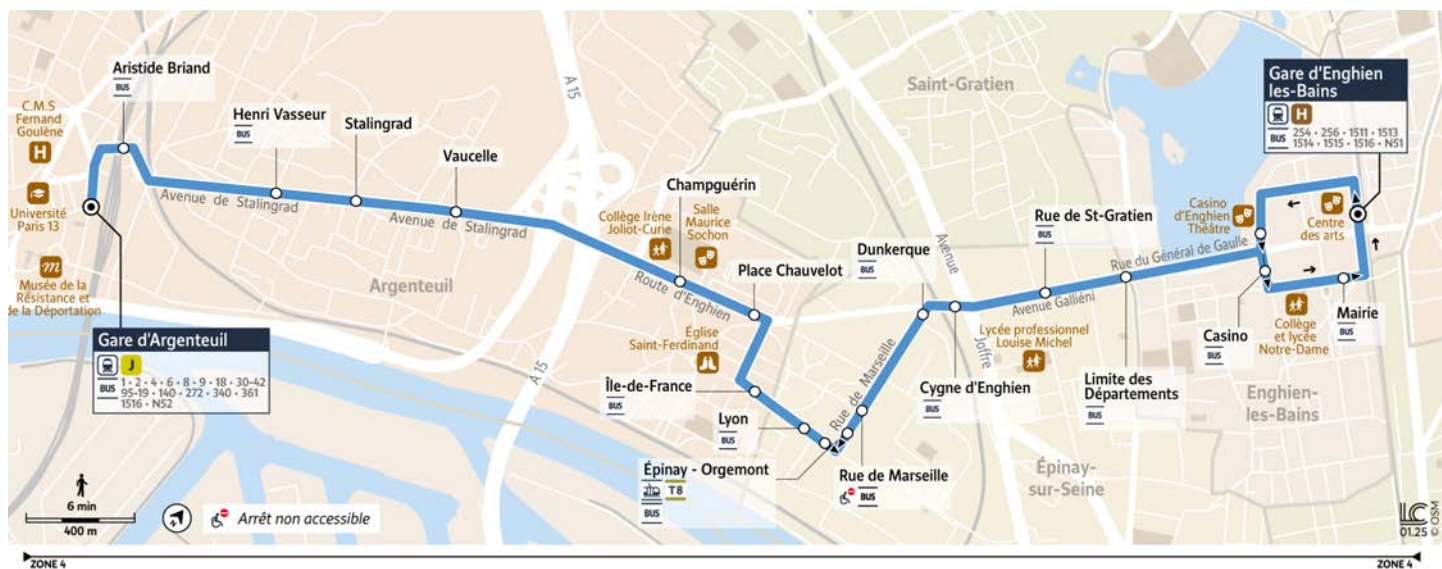 Aristide Briand
BUS
C.M.S
Fernand
Goulène
H
Université
Paris 13
m
Musée de la
Résistance et
de la Déportation
Gare d'Argenteuil
J
BUS 1 • 2 • 4 • 6 • 8 • 9 • 18 • 30-42
95-19 • 140 • 272 • 340 • 361
1516 • N52
Henri Vasseur
BUS
Stalingrad
Vaucelle
Avenue de Stalingrad
Avenue de Stalingrad
Argenteuil
A 15
A 15
Champguérin
Collège Irène
Joliot-Curie
Salle
Maurice
Sochon
Route d'Enghien
Place Chauvelot
Église
Saint-Ferdinand
Île-de-France
BUS
Lyon
BUS
Épinay - Orgemont
T8
BUS
Rue de Marseille
Rue de Marseille
BUS
Dunkerque
BUS
Saint-Gratien
Avenue
Joffre
Cygne d'Enghien
BUS
Rue de St-Gratien
BUS
Avenue Galliéni
Lycée professionnel
Louise Michel
Rue du Général de Gaulle
Limite des
Départements
BUS
Épinay-
sur-Seine
Casino
d'Enghien
Théâtre
Centre
des arts
Gare d'Enghien
les-Bains
H
BUS 254 • 256 • 1511 • 1513
1514 • 1515 • 1516 • N51
Casino
BUS
Collège
et lycée
Notre-Dame
Mairie
BUS
Enghien-
les-Bains
6 min
400 m
Arrêt non accessible
LC
01.25
© OSM
ZONE 4
ZONE 4